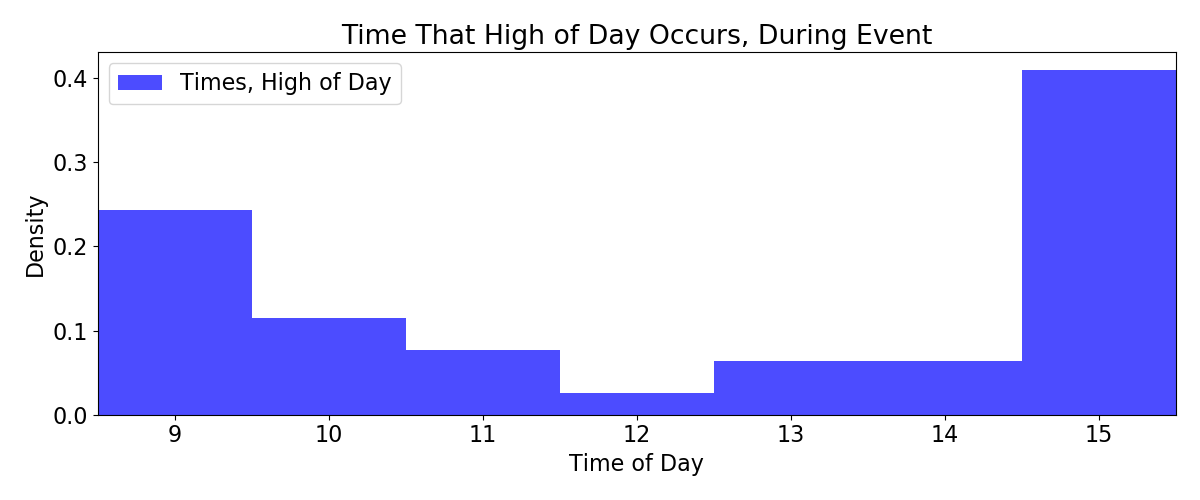 Time That High of Day Occurs, During Event
Times, High of Day
0.4
0.3
0.2
0.1
0.0
Density
9 10 11 12 13 14 15
Time of Day